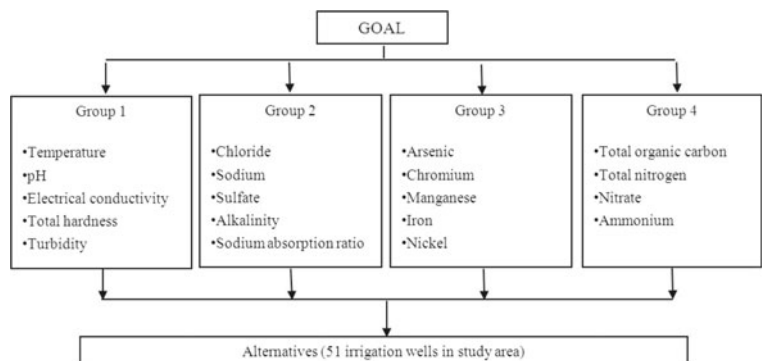 GOAL
Group 1
•Temperature
•pH
•Electrical conductivity
•Total hardness
•Turbidity
Group 2
•Chloride
•Sodium
•Sulfate
•Alkalinity
•Sodium absorption ratio
Group 3
•Arsenic
•Chromium
•Manganese
•Iron
•Nickel
Group 4
•Total organic carbon
•Total nitrogen
•Nitrate
•Ammonium
Alternatives (51 irrigation wells in study area)